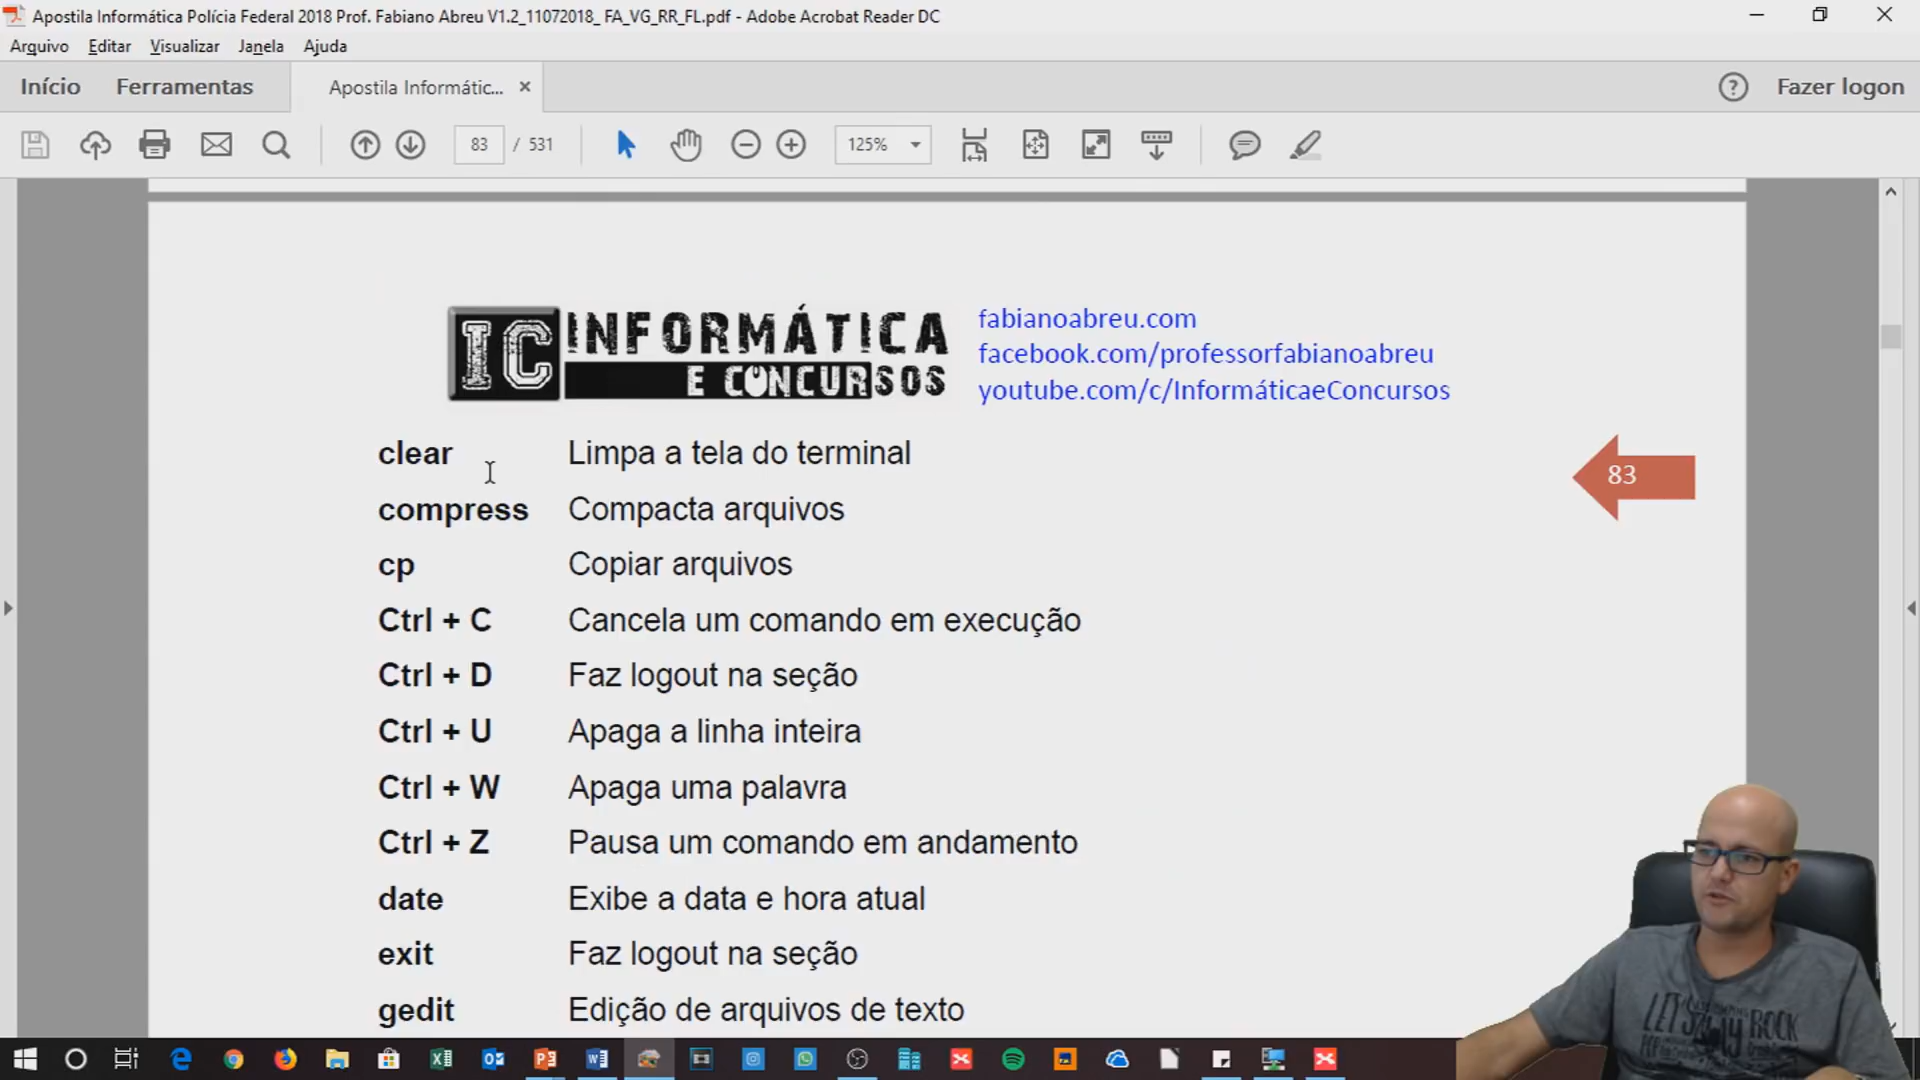 Apostila Informática Polícia Federal 2018 Prof. Fabiano Abreu V1.2_11072018_ FA_VG_RR_FL.pdf - Adobe Acrobat Reader DC
Arquivo Editar Visualizar Janela Ajuda
Início Ferramentas Apostila Informátic... Fazer logon
83 / 531 125%
IC INFORMÁTICA
E CONCURSOS
fabianoabreu.com
facebook.com/professorfabianoabreu
youtube.com/c/InformáticaeConcursos
83
clear Limpa a tela do terminal
compress Compacta arquivos
cp Copiar arquivos
Ctrl + C Cancela um comando em execução
Ctrl + D Faz logout na seção
Ctrl + U Apaga a linha inteira
Ctrl + W Apaga uma palavra
Ctrl + Z Pausa um comando em andamento
date Exibe a data e hora atual
exit Faz logout na seção
gedit Edição de arquivos de texto
ROCK